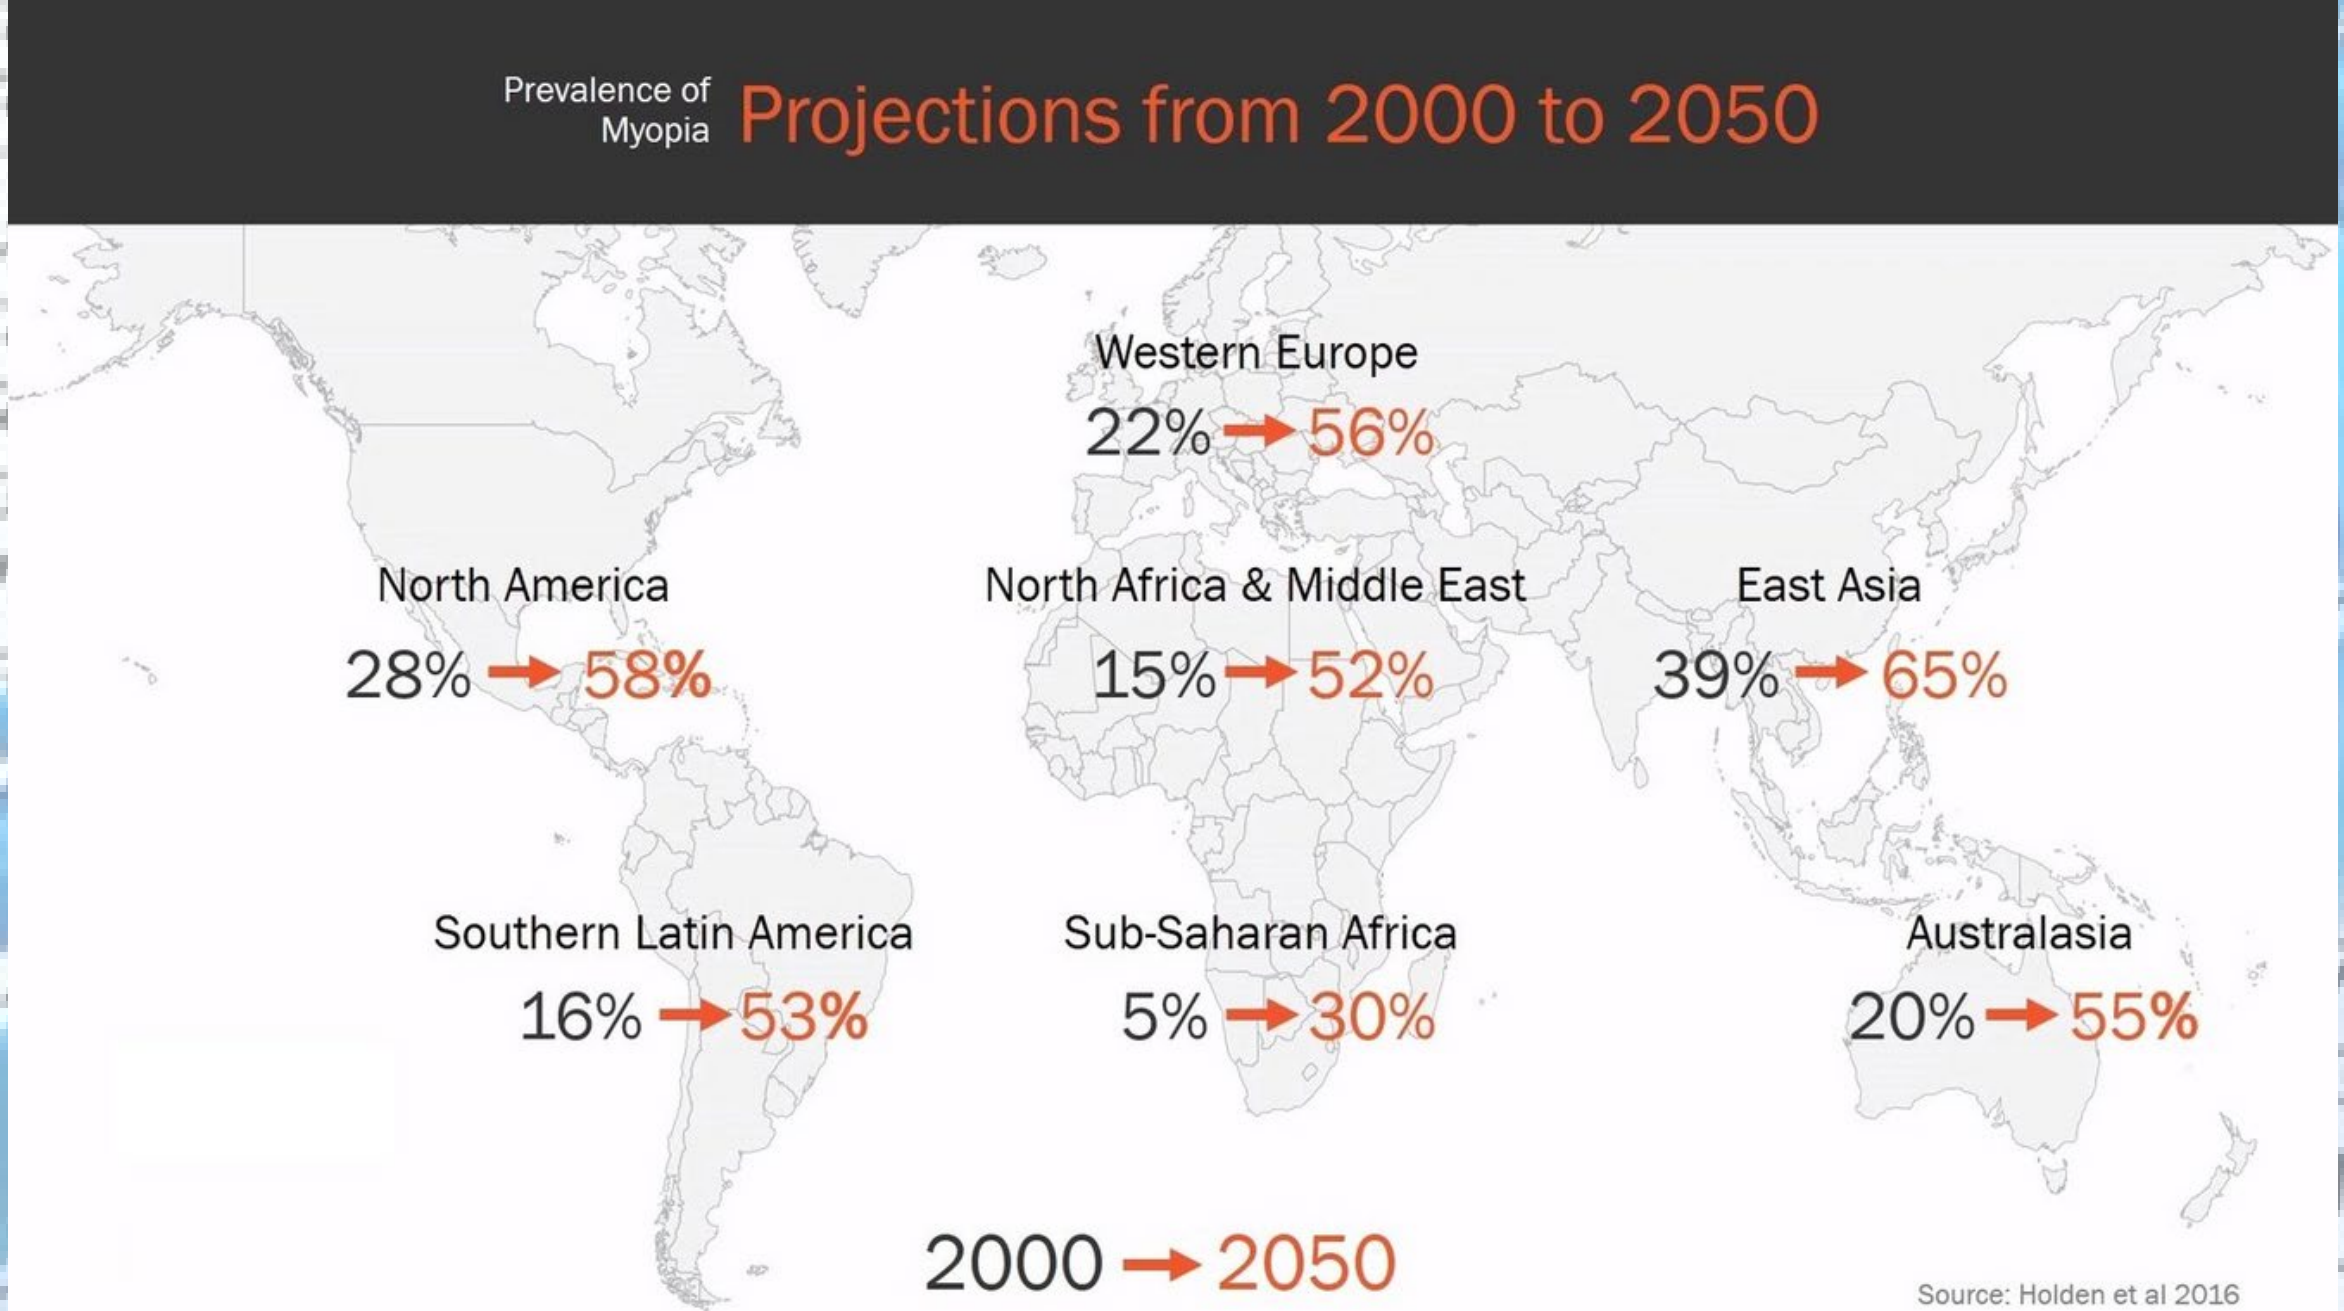 Prevalence of
Myopia
Projections from 2000 to 2050
Western Europe
22% → 56%
North America
28% → 58%
North Africa & Middle East
15% → 52%
East Asia
39% → 65%
Southern Latin America
16% → 53%
Sub-Saharan Africa
5% → 30%
Australasia
20% → 55%
2000 → 2050
Source: Holden et al 2016